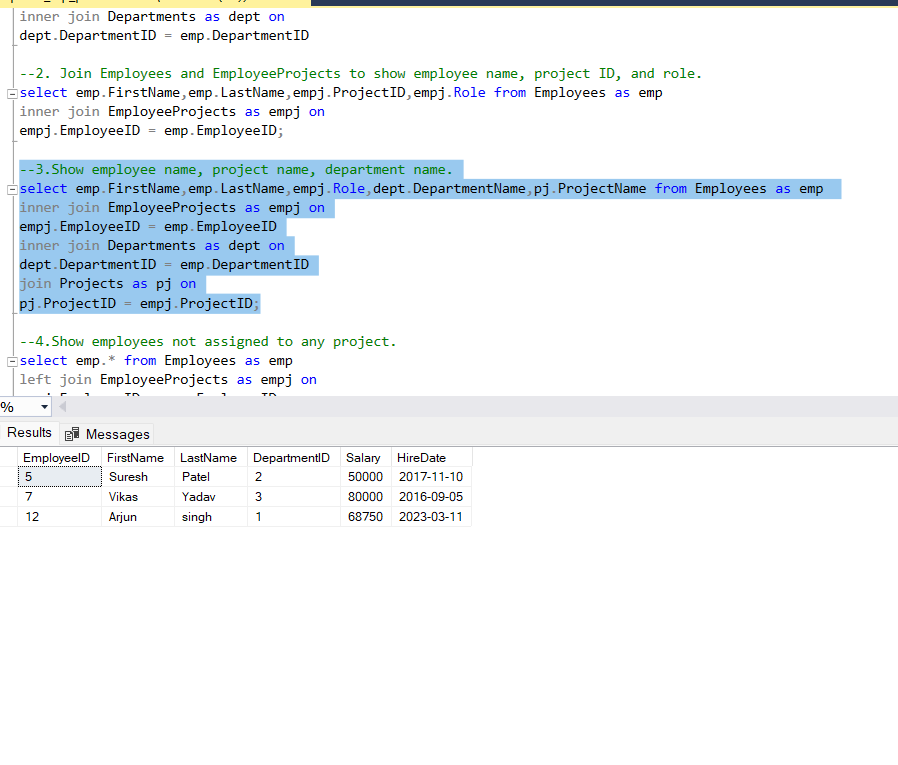 inner join Departments as dept on
dept.DepartmentID = emp.DepartmentID
--2. Join Employees and EmployeeProjects to show employee name, project ID, and role.
select emp.FirstName,emp.LastName,empj.ProjectID,empj.Role from Employees as emp
inner join EmployeeProjects as empj on
empj.EmployeeID = emp.EmployeeID;
--3.Show employee name, project name, department name.
select emp.FirstName,emp.LastName,empj.Role,dept.DepartmentName,pj.ProjectName from Employees as emp
inner join EmployeeProjects as empj on
empj.EmployeeID = emp.EmployeeID
inner join Departments as dept on
dept.DepartmentID = emp.DepartmentID
join Projects as pj on
pj.ProjectID = empj.ProjectID;
--4.Show employees not assigned to any project.
select emp.* from Employees as emp
left join EmployeeProjects as empj on
%
Results Messages
EmployeeID FirstName LastName DepartmentID Salary HireDate
5 Suresh Patel 2 50000 2017-11-10
7 Vikas Yadav 3 80000 2016-09-05
12 Arjun singh 1 68750 2023-03-11